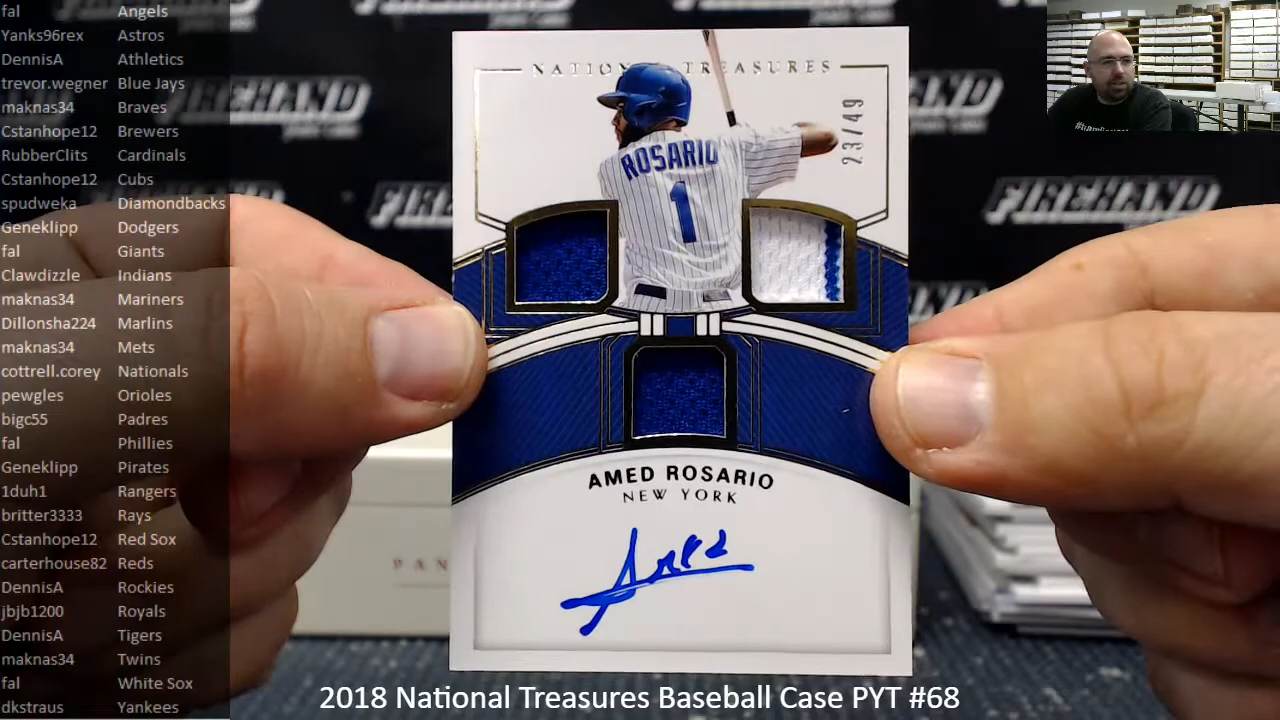 fal Angels
Yanks96rex Astros
DennisA Athletics
trevor.wegner Blue Jays
maknas34 Braves
Cstanhope12 Brewers
RubberClits Cardinals
Cstanhope12 Cubs
spudweka Diamondbacks
Geneklipp Dodgers
fal Giants
Clawdizzle Indians
maknas34 Mariners
Dillonsha224 Marlins
maknas34 Mets
cottrell.corey Nationals
pewgles Orioles
bigc55 Padres
fal Phillies
Geneklipp Pirates
1duh1 Rangers
britter3333 Rays
Cstanhope12 Red Sox
carterhouse82 Reds
DennisA Rockies
jbjb1200 Royals
DennisA Tigers
maknas34 Twins
fal White Sox
dkstraus Yankees
TREASURES
23/49
ROSARIO
1
AMED ROSARIO
NEW YORK
FIREHAND
FIREHAND
2018 National Treasures Baseball Case PYT #68